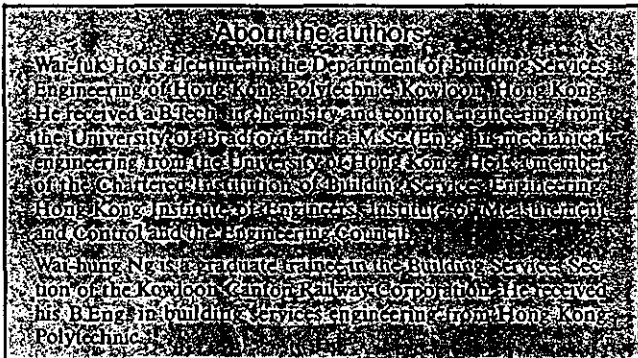 About the authors
Wai-fuk Ho is a lecturer in the Department of Building Services
Engineering of Hong Kong Polytechnic, Kowloon, Hong Kong.
He received a B.Tech. in chemistry and control engineering from
the University of Bradford and a M.Sc.(Eng.) in mechanical
engineering from the University of Hong Kong. He is a member
of the Chartered Institution of Building Services Engineering
Hong Kong Institute of Engineers, Institute of Measurement
and Control and the Engineering Council.
Wai-hung Ng is a graduate trainee in the Building Services Sec-
tion of the Kowloon Canton Railway Corporation. He received
his B.Eng. in building services engineering from Hong Kong
Polytechnic.